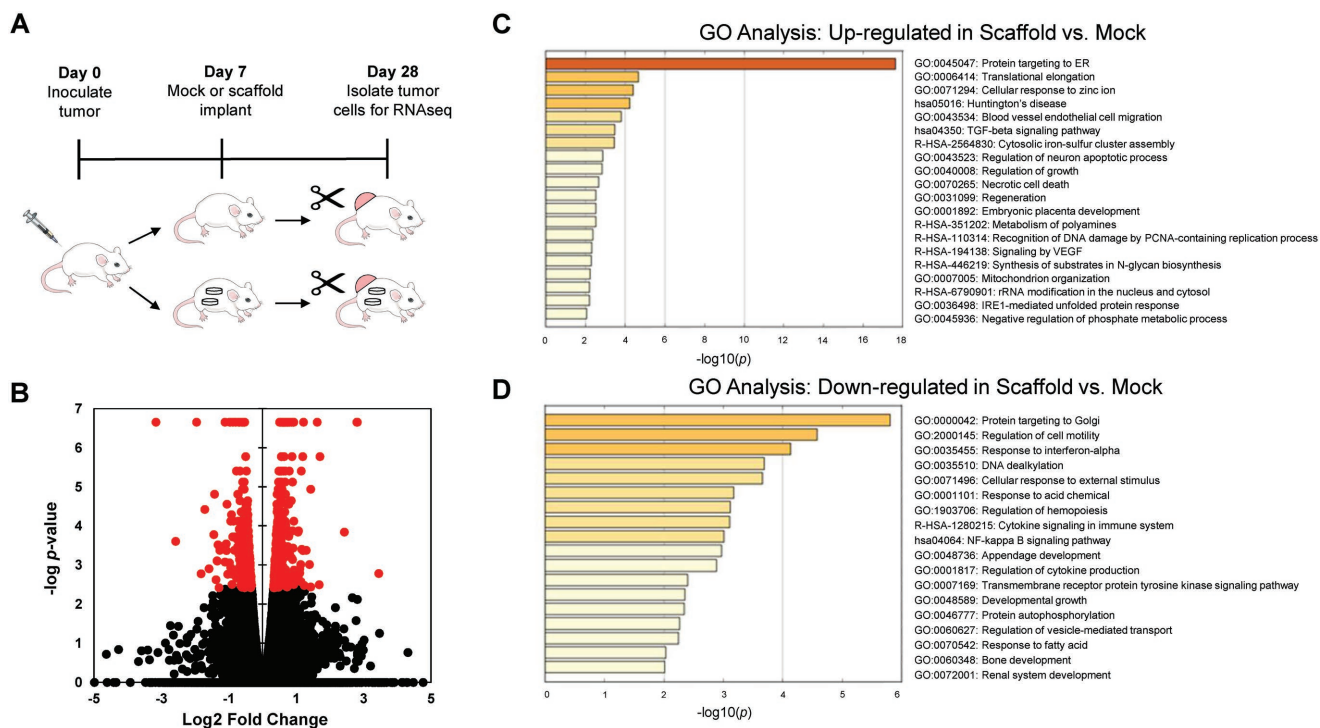 A
Day 0
Inoculate
tumor
Day 7
Mock or scaffold
implant
Day 28
Isolate tumor
cells for RNAseq
B
7
6
5
4
3
2
1
0
-5
-3
-1
1
3
5
-log p-value
Log2 Fold Change
C
GO Analysis: Up-regulated in Scaffold vs. Mock
GO:0045047: Protein targeting to ER
GO:0006414: Translational elongation
GO:0071294: Cellular response to zinc ion
hsa05016: Huntington's disease
GO:0043534: Blood vessel endothelial cell migration
hsa04350: TGF-beta signaling pathway
R-HSA-2564830: Cytosolic iron-sulfur cluster assembly
GO:0043523: Regulation of neuron apoptotic process
GO:0040008: Regulation of growth
GO:0070265: Necrotic cell death
GO:0031099: Regeneration
GO:0001892: Embryonic placenta development
R-HSA-351202: Metabolism of polyamines
R-HSA-110314: Recognition of DNA damage by PCNA-containing replication process
R-HSA-194138: Signaling by VEGF
R-HSA-446219: Synthesis of substrates in N-glycan biosynthesis
GO:0007005: Mitochondrion organization
R-HSA-6790901: rRNA modification in the nucleus and cytosol
GO:0036498: IRE1-mediated unfolded protein response
GO:0045936: Negative regulation of phosphate metabolic process
0 2 4 6 8 10 12 14 16 18
-log10(p)
D
GO Analysis: Down-regulated in Scaffold vs. Mock
GO:0000042: Protein targeting to Golgi
GO:2000145: Regulation of cell motility
GO:0035455: Response to interferon-alpha
GO:0035510: DNA dealkylation
GO:0071496: Cellular response to external stimulus
GO:0001101: Response to acid chemical
GO:1903706: Regulation of hemopoiesis
R-HSA-1280215: Cytokine signaling in immune system
hsa04064: NF-kappa B signaling pathway
GO:0048736: Appendage development
GO:0001817: Regulation of cytokine production
GO:0007169: Transmembrane receptor protein tyrosine kinase signaling pathway
GO:0048589: Developmental growth
GO:0046777: Protein autophosphorylation
GO:0060627: Regulation of vesicle-mediated transport
GO:0070542: Response to fatty acid
GO:0060348: Bone development
GO:0072001: Renal system development
0 1 2 3 4 5 6
-log10(p)